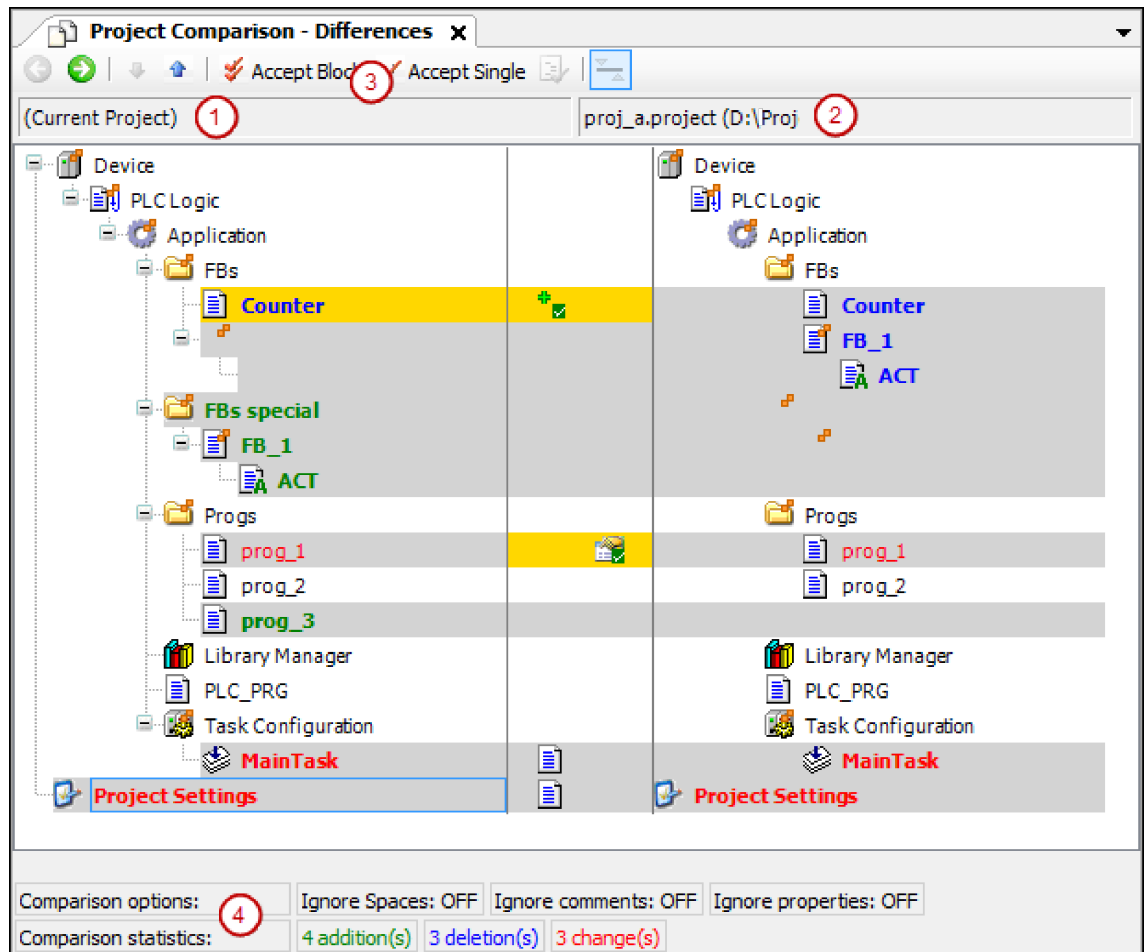 Project Comparison - Differences
Accept Block Accept Single
3
(Current Project) 1 proj_a.project (D:\Proj 2
Device Device
PLC Logic PLC Logic
Application Application
FBs FBs
Counter Counter
FB_1
ACT
FBs special
FB_1
ACT
Progs Progs
prog_1 prog_1
prog_2 prog_2
prog_3
Library Manager Library Manager
PLC_PRG PLC_PRG
Task Configuration Task Configuration
MainTask MainTask
Project Settings Project Settings
Comparison options: Ignore Spaces: OFF Ignore comments: OFF Ignore properties: OFF
4
Comparison statistics: 4 addition(s) 3 deletion(s) 3 change(s)